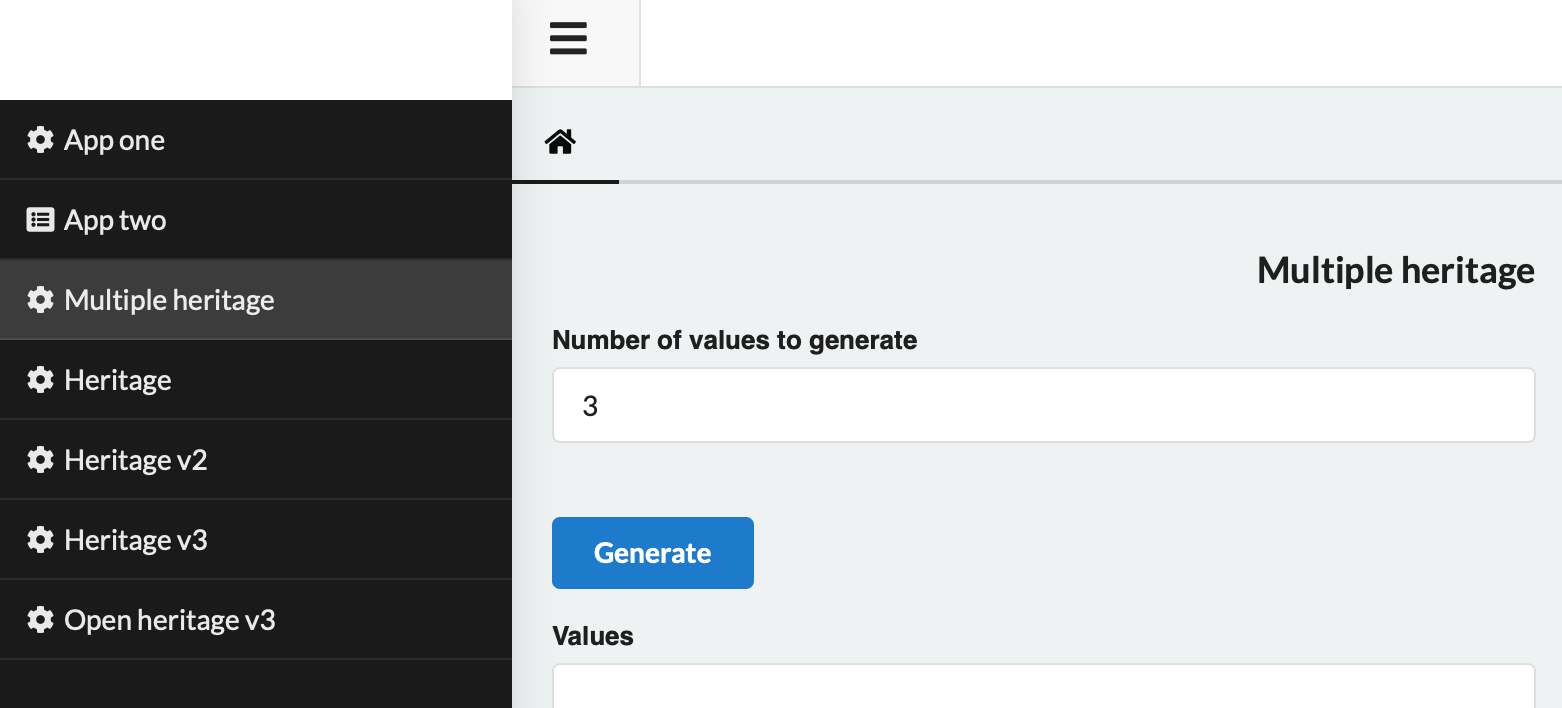 App one
App two
Multiple heritage
Heritage
Heritage v2
Heritage v3
Open heritage v3
Multiple heritage
Number of values to generate
3
Generate
Values